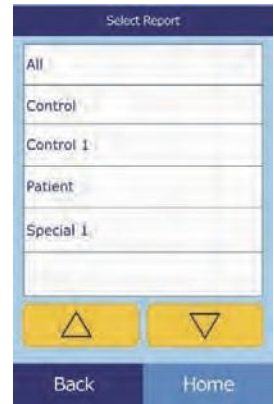 Select Report
All
Control
Control 1
Patient
Special 1
Back Home